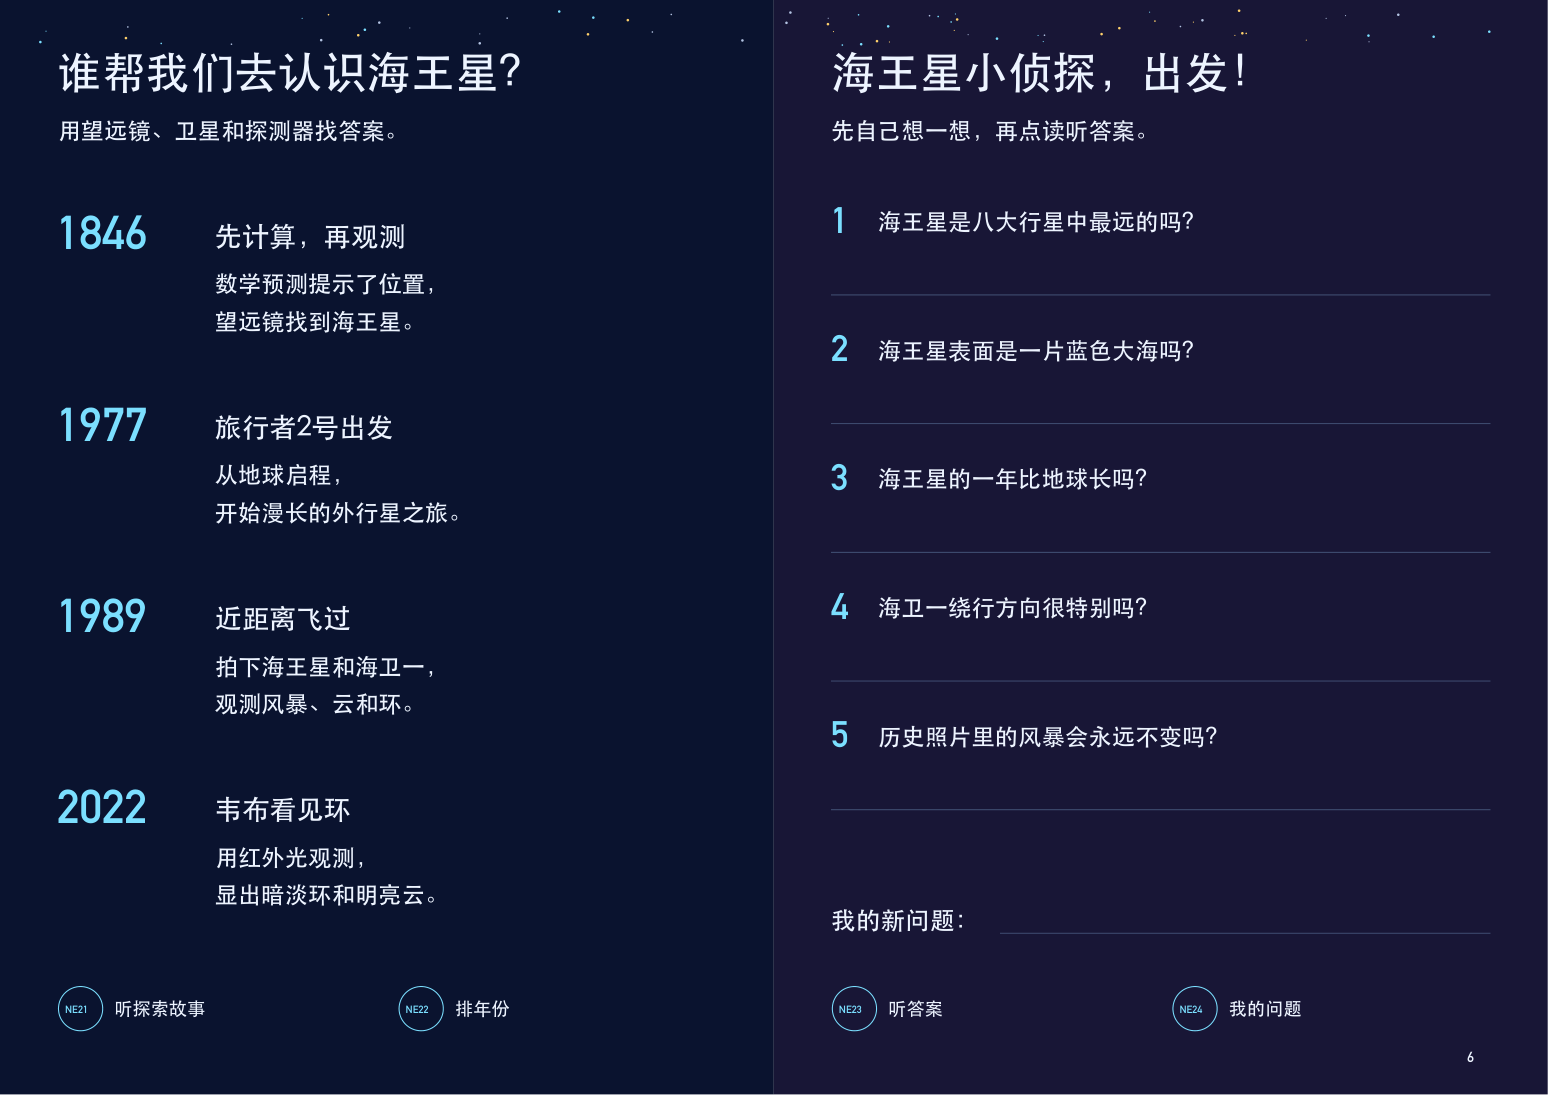 谁帮我们去认识海王星？
用望远镜、卫星和探测器找答案。
1846
先计算，再观测
数学预测提示了位置，
望远镜找到海王星。
1977
旅行者2号出发
从地球启程，
开始漫长的外行星之旅。
1989
近距离飞过
拍下海王星和海卫一，
观测风暴、云和环。
2022
韦布看见环
用红外光观测，
显出暗淡环和明亮云。
NE21 听探索故事
NE22 排年份
海王星小侦探，出发！
先自己想一想，再点读听答案。
1 海王星是八大行星中最远的吗？
2 海王星表面是一片蓝色大海吗？
3 海王星的一年比地球长吗？
4 海卫一绕行方向很特别吗？
5 历史照片里的风暴会永远不变吗？
我的新问题：
NE23 听答案
NE24 我的问题
6